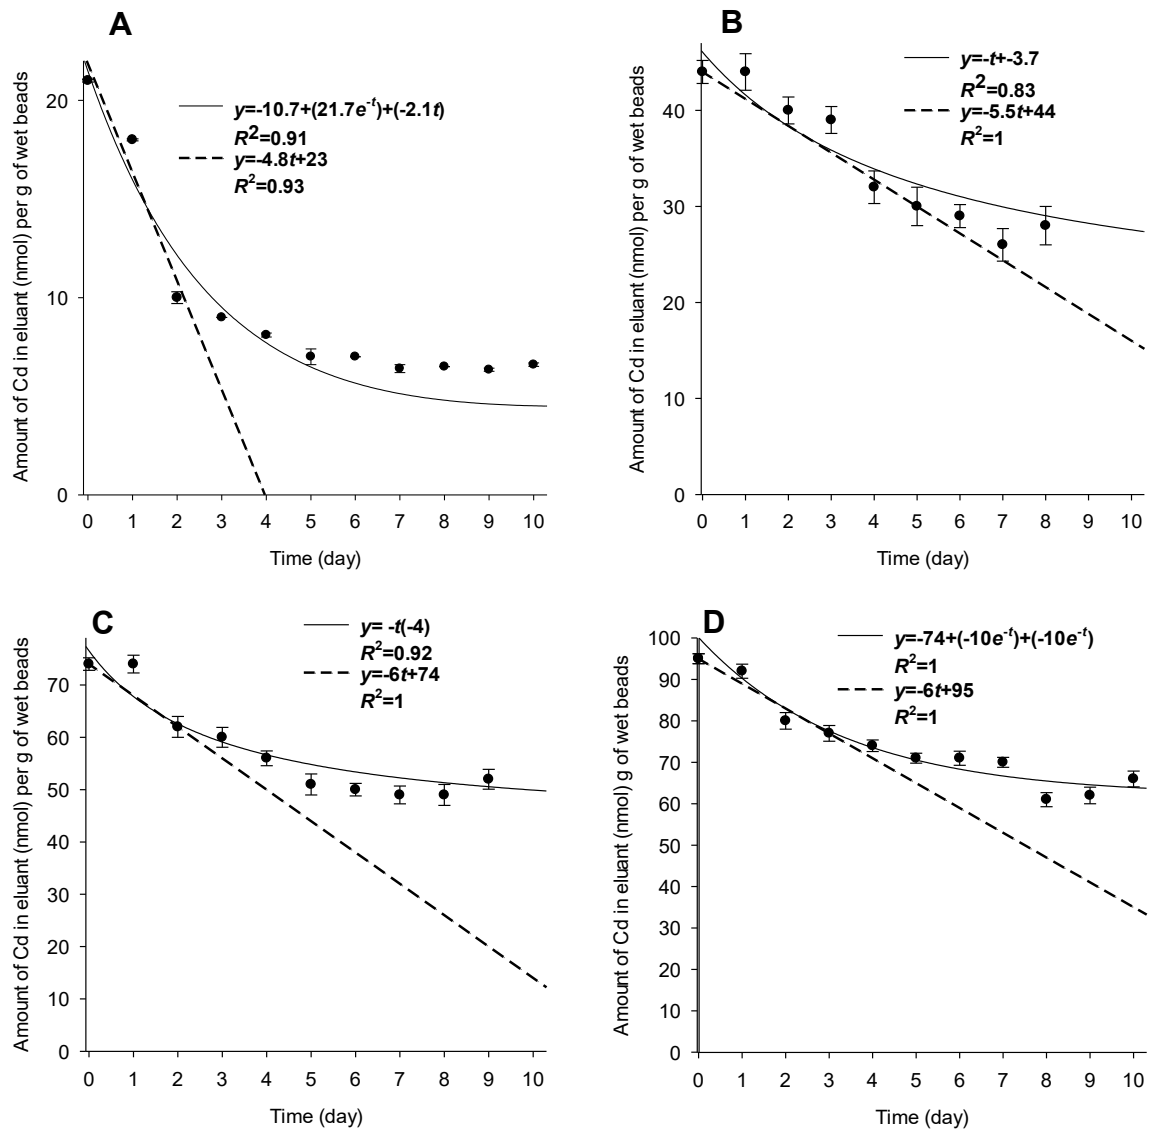 A
Amount of Cd in eluant (nmol) per g of wet beads
20
10
0
y=-10.7+(21.7e^-t)+(-2.1t)
R²=0.91
y=-4.8t+23
R²=0.93
0 1 2 3 4 5 6 7 8 9 10
Time (day)
B
Amount of Cd in eluant (nmol) per g of wet beads
40
30
20
10
0
y=-t+-3.7
R²=0.83
y=-5.5t+44
R²=1
0 1 2 3 4 5 6 7 8 9 10
Time (day)
C
Amount of Cd in eluant (nmol) per g of wet beads
70
60
50
40
30
20
10
0
y= -t(-4)
R²=0.92
y=-6t+74
R²=1
0 1 2 3 4 5 6 7 8 9 10
Time (day)
D
Amount of Cd in eluant (nmol) g of wet beads
100
90
80
70
60
50
40
30
20
10
0
y=-74+(-10e^-t)+(-10e^-t)
R²=1
y=-6t+95
R²=1
0 1 2 3 4 5 6 7 8 9 10
Time (day)